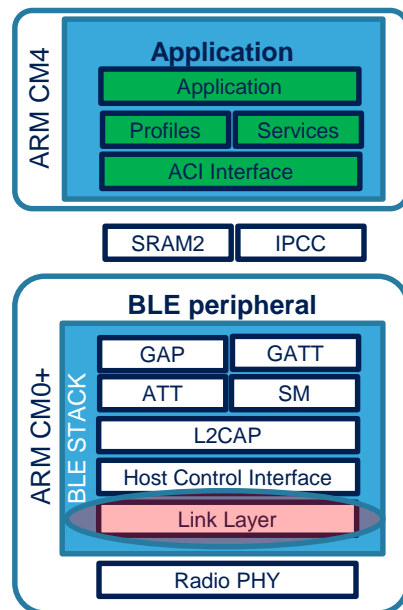 ARM CM4
Application
Application
Profiles Services
ACI Interface
SRAM2 IPCC
ARM CM0+
BLE peripheral
BLE STACK
GAP GATT
ATT SM
L2CAP
Host Control Interface
Link Layer
Radio PHY